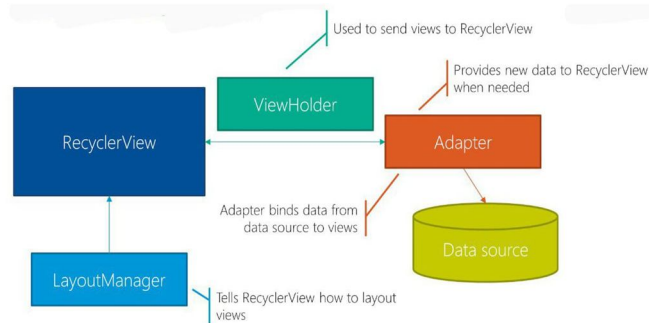 Used to send views to RecyclerView
Provides new data to RecyclerView
when needed
ViewHolder
RecyclerView
Adapter
Adapter binds data from
data source to views
Data source
LayoutManager
Tells RecyclerView how to layout
views